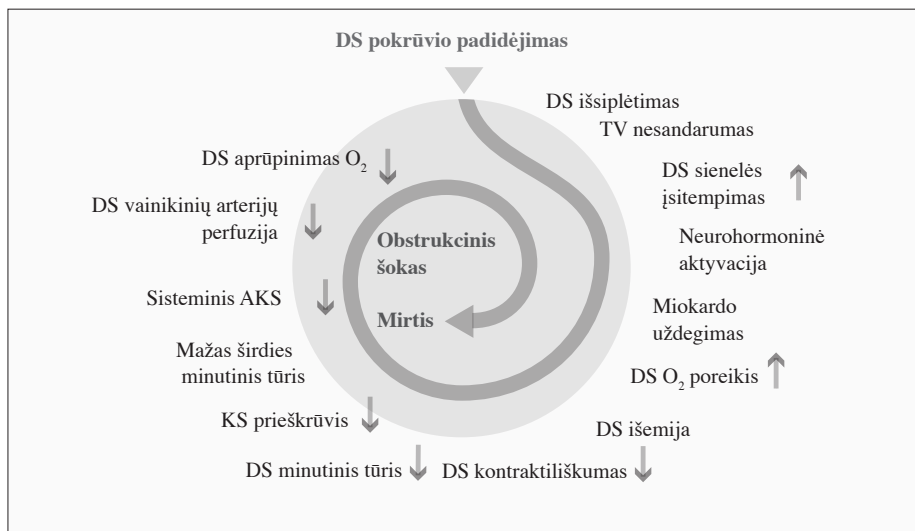 DS pokrūvio padidėjimas
DS išsiplėtimas
TV nesandarumas
DS sienelės
įsitempimas
Neurohormoninė
aktyvacija
Miokardo
uždegimas
DS O₂ poreikis
DS išemija
DS kontraktiliškumas
DS minutinis tūris
KS prieškrūvis
Mažas širdies
minutinis tūris
Sisteminis AKS
DS vainikinių arterijų
perfuzija
DS aprūpinimas O₂
Obstrukcinis
šokas
Mirtis